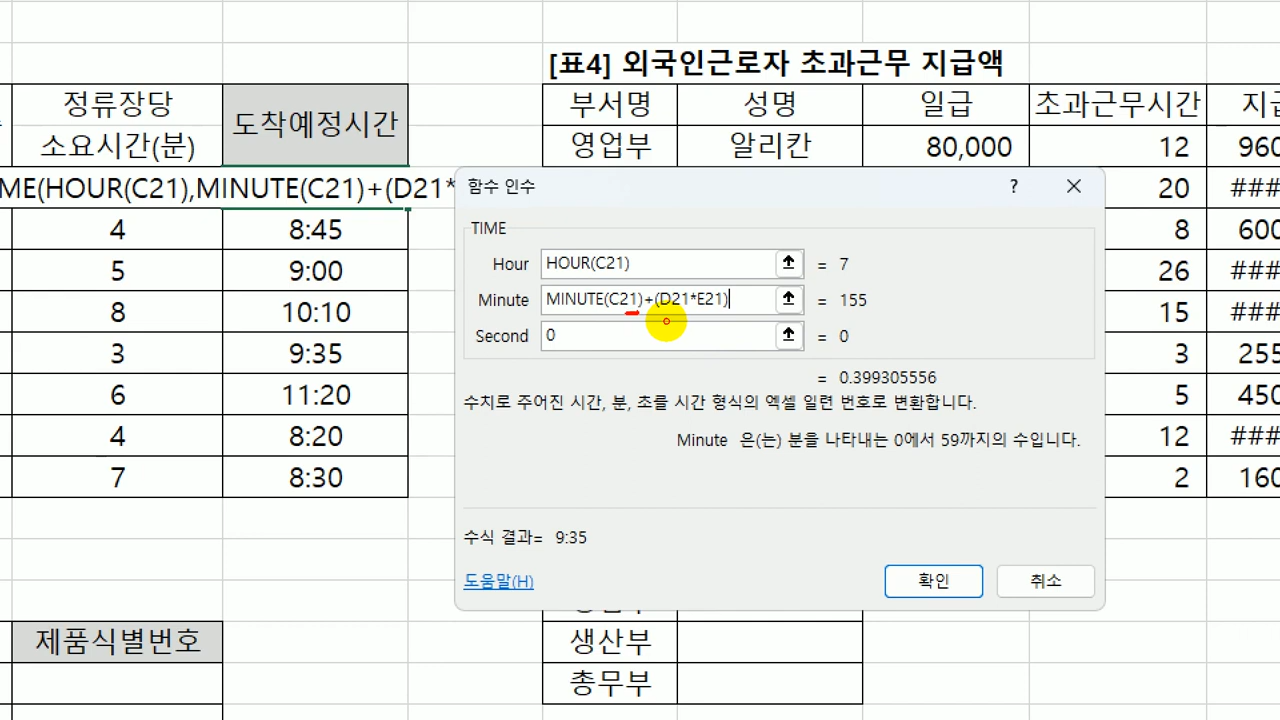 [표4] 외국인근로자 초과근무 지급액
정류장당
소요시간(분)
도착예정시간
부서명 성명 일급 초과근무시간 지급
영업부 알리칸 80,000 12 960
ME(HOUR(C21),MINUTE(C21)+(D21*
20 ####
4 8:45 8 600
5 9:00 26 ####
8 10:10 15 ####
3 9:35 3 255
6 11:20 5 450
4 8:20 12 ####
7 8:30 2 160
함수 인수 ?
TIME
Hour HOUR(C21) = 7
Minute MINUTE(C21)+(D21*E21) = 155
Second 0 = 0
= 0.399305556
수치로 주어진 시간, 분, 초를 시간 형식의 엑셀 일련 번호로 변환합니다.
Minute 은(는) 분을 나타내는 0에서 59까지의 수입니다.
수식 결과= 9:35
도움말(H) 확인 취소
제품식별번호 생산부
총무부